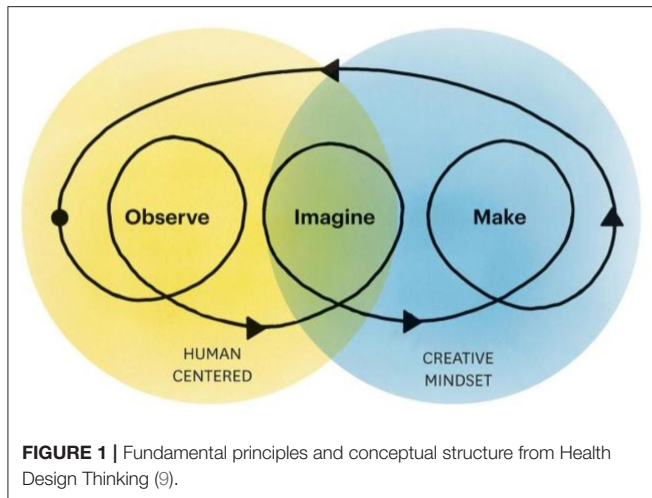 Observe
Imagine
Make
HUMAN
CENTERED
CREATIVE
MINDSET
FIGURE 1 | Fundamental principles and conceptual structure from Health
Design Thinking (9).